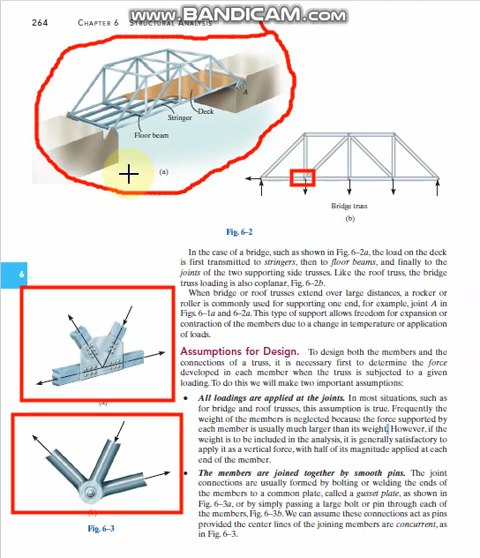 www.BANDICAM.com
264 CHAPTER 6 STRUCTURAL ANALYSIS
A
Deck
Stringer
Floor beam
(a)
Bridge truss
(b)
Fig. 6–2
In the case of a bridge, such as shown in Fig. 6–2a, the load on the deck
is first transmitted to stringers, then to floor beams, and finally to the
joints of the two supporting side trusses. Like the roof truss, the bridge
truss loading is also coplanar, Fig. 6–2b.
When bridge or roof trusses extend over large distances, a rocker or
roller is commonly used for supporting one end, for example, joint A in
Figs. 6–1a and 6–2a. This type of support allows freedom for expansion or
contraction of the members due to a change in temperature or application
of loads.
6
Assumptions for Design. To design both the members and the
connections of a truss, it is necessary first to determine the force
developed in each member when the truss is subjected to a given
loading. To do this we will make two important assumptions:
• All loadings are applied at the joints. In most situations, such as
for bridge and roof trusses, this assumption is true. Frequently the
weight of the members is neglected because the force supported by
each member is usually much larger than its weight. However, if the
weight is to be included in the analysis, it is generally satisfactory to
apply it as a vertical force, with half of its magnitude applied at each
end of the member.
• The members are joined together by smooth pins. The joint
connections are usually formed by bolting or welding the ends of
the members to a common plate, called a gusset plate, as shown in
Fig. 6–3a, or by simply passing a large bolt or pin through each of
the members, Fig. 6–3b. We can assume these connections act as pins
provided the center lines of the joining members are concurrent, as
in Fig. 6–3.
(a)
Fig. 6–3